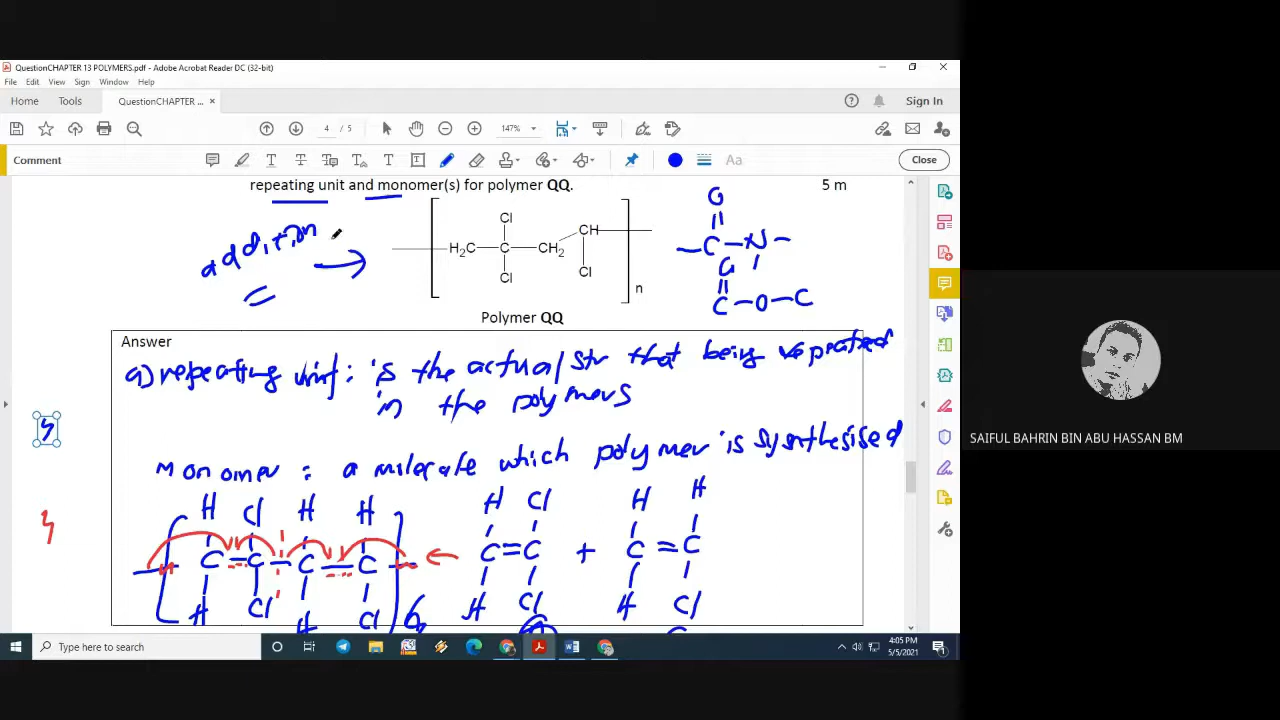 QuestionCHAPTER 13 POLYMERS.pdf - Adobe Acrobat Reader DC (32-bit)
File Edit View Sign Window Help
Home Tools QuestionCHAPTER ... × Sign In
4 / 5 147%
Comment Aa Close
repeating unit and monomer(s) for polymer QQ. 5 m
addition
Cl
H2C C CH2 CH
Cl Cl
n
O
C N
C O C
Polymer QQ
Answer
a) repeating unit : is the actual str that being repeated
in the polymers
SAIFUL BAHRIN BIN ABU HASSAN BM
Monomer : a molecule which polymer is synthesised
H Cl H H H Cl H H
C = C - C = C C = C + C = C
H Cl H Cl H Cl H Cl
Type here to search
4:05 PM
5/5/2021